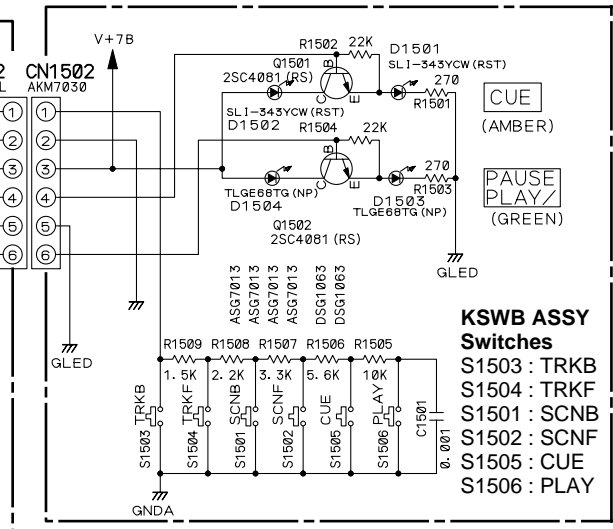 V+7B
R1502
22K
D1501
2
CN1502
Q1501
B
SLI-343YCW(RST)
L
AKM7030
2SC4081 (RS)
270
C
E
CUE
1
1
SLI-343YCW(RST)
R1501
D1502
(AMBER)
2
2
R1504
22K
B
3
3
270
PAUSE
PLAY/
4
4
C
E
R1503
TLGE68TG(NP)
D1503
(GREEN)
D1504
TLGE68TG(NP)
5
5
Q1502
2SC4081 (RS)
6
6
GLED
ASG7013
ASG7013
ASG7013
ASG7013
DSG1063
DSG1063
GLED
R1509
R1508
R1507
R1506
R1505
1.5K
2.2K
3.3K
5.6K
10K
S1503 TRKB
S1504 TRKF
S1501 SCNB
S1502 SCNF
S1505 CUE
S1506 PLAY
C1501
0.001
GNDA
KSWB ASSY
Switches
S1503 : TRKB
S1504 : TRKF
S1501 : SCNB
S1502 : SCNF
S1505 : CUE
S1506 : PLAY